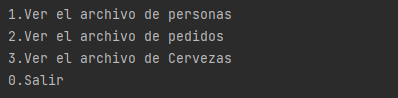 1.Ver el archivo de personas
2.Ver el archivo de pedidos
3.Ver el archivo de Cervezas
0.Salir